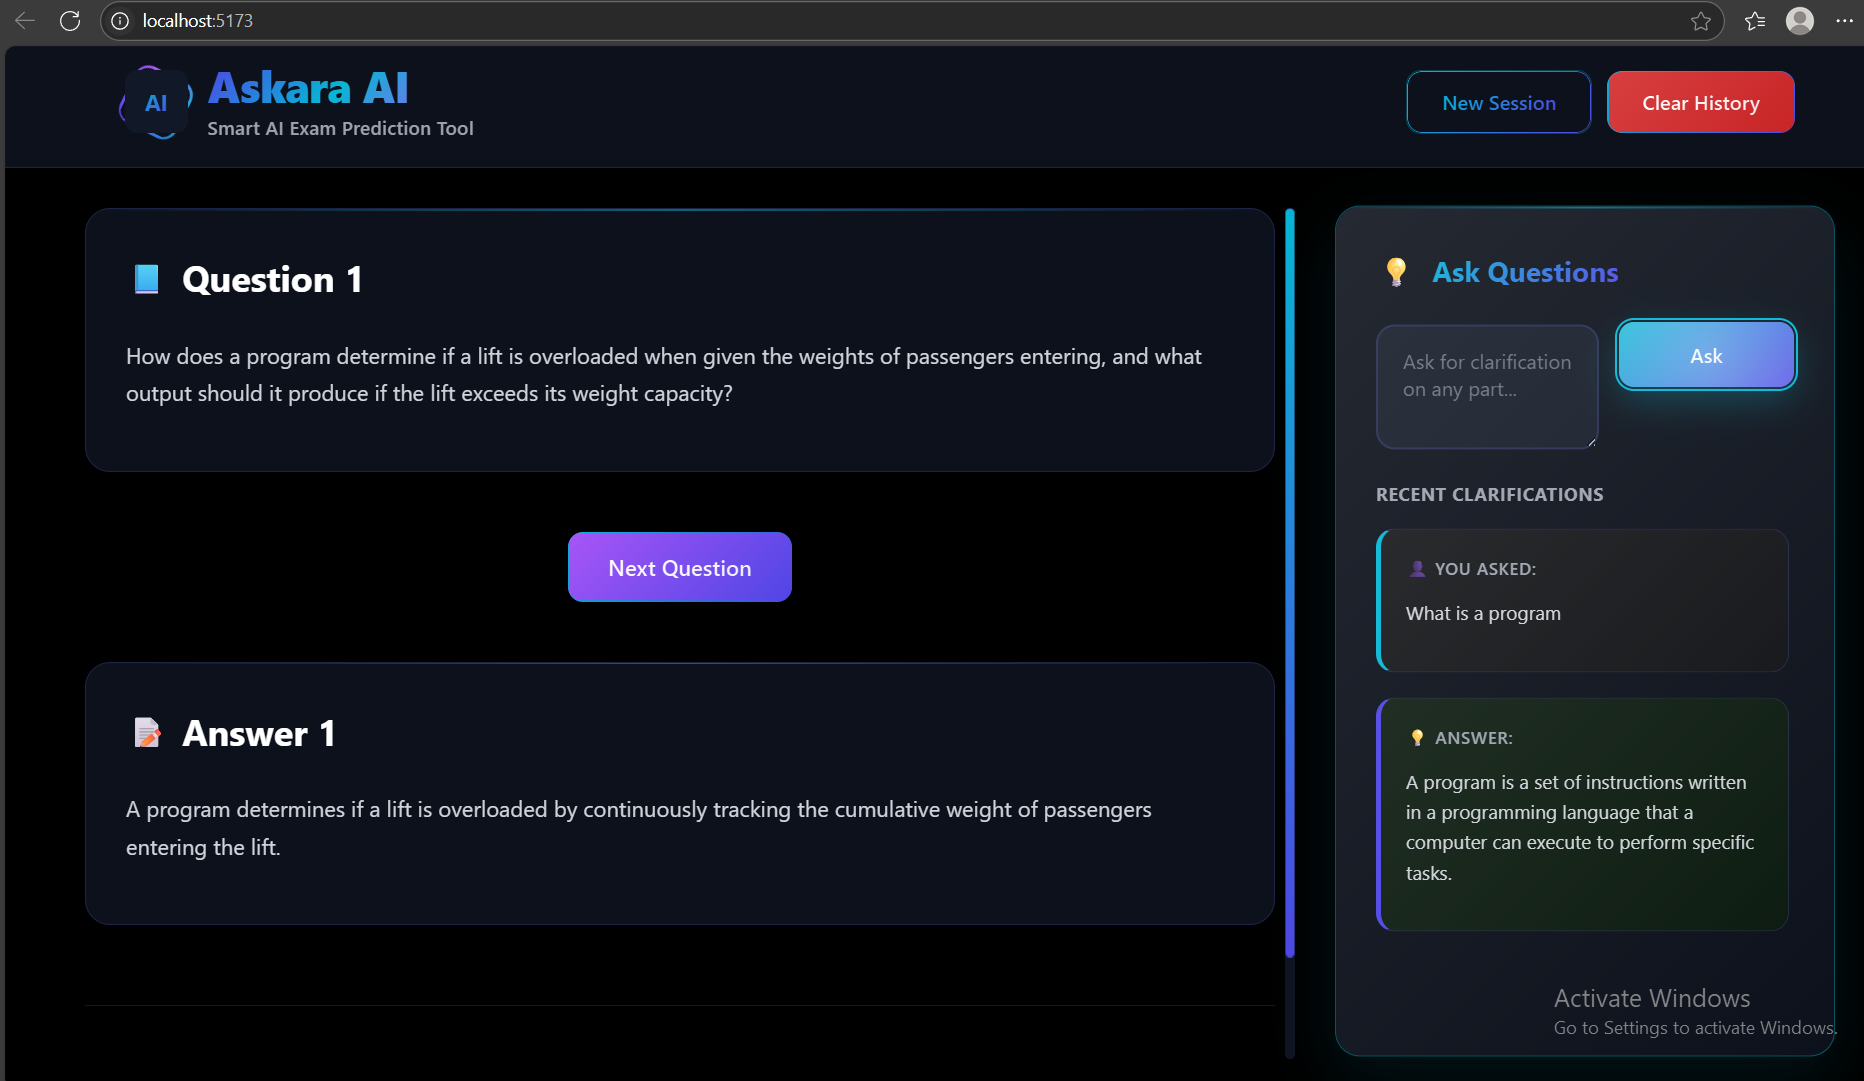 localhost:5173
AI
Askara AI
Smart AI Exam Prediction Tool
New Session
Clear History
Question 1
How does a program determine if a lift is overloaded when given the weights of passengers entering, and what
output should it produce if the lift exceeds its weight capacity?
Next Question
Answer 1
A program determines if a lift is overloaded by continuously tracking the cumulative weight of passengers
entering the lift.
Ask Questions
Ask for clarification
on any part...
Ask
RECENT CLARIFICATIONS
YOU ASKED:
What is a program
ANSWER:
A program is a set of instructions written
in a programming language that a
computer can execute to perform specific
tasks.
Activate Windows
Go to Settings to activate Windows.